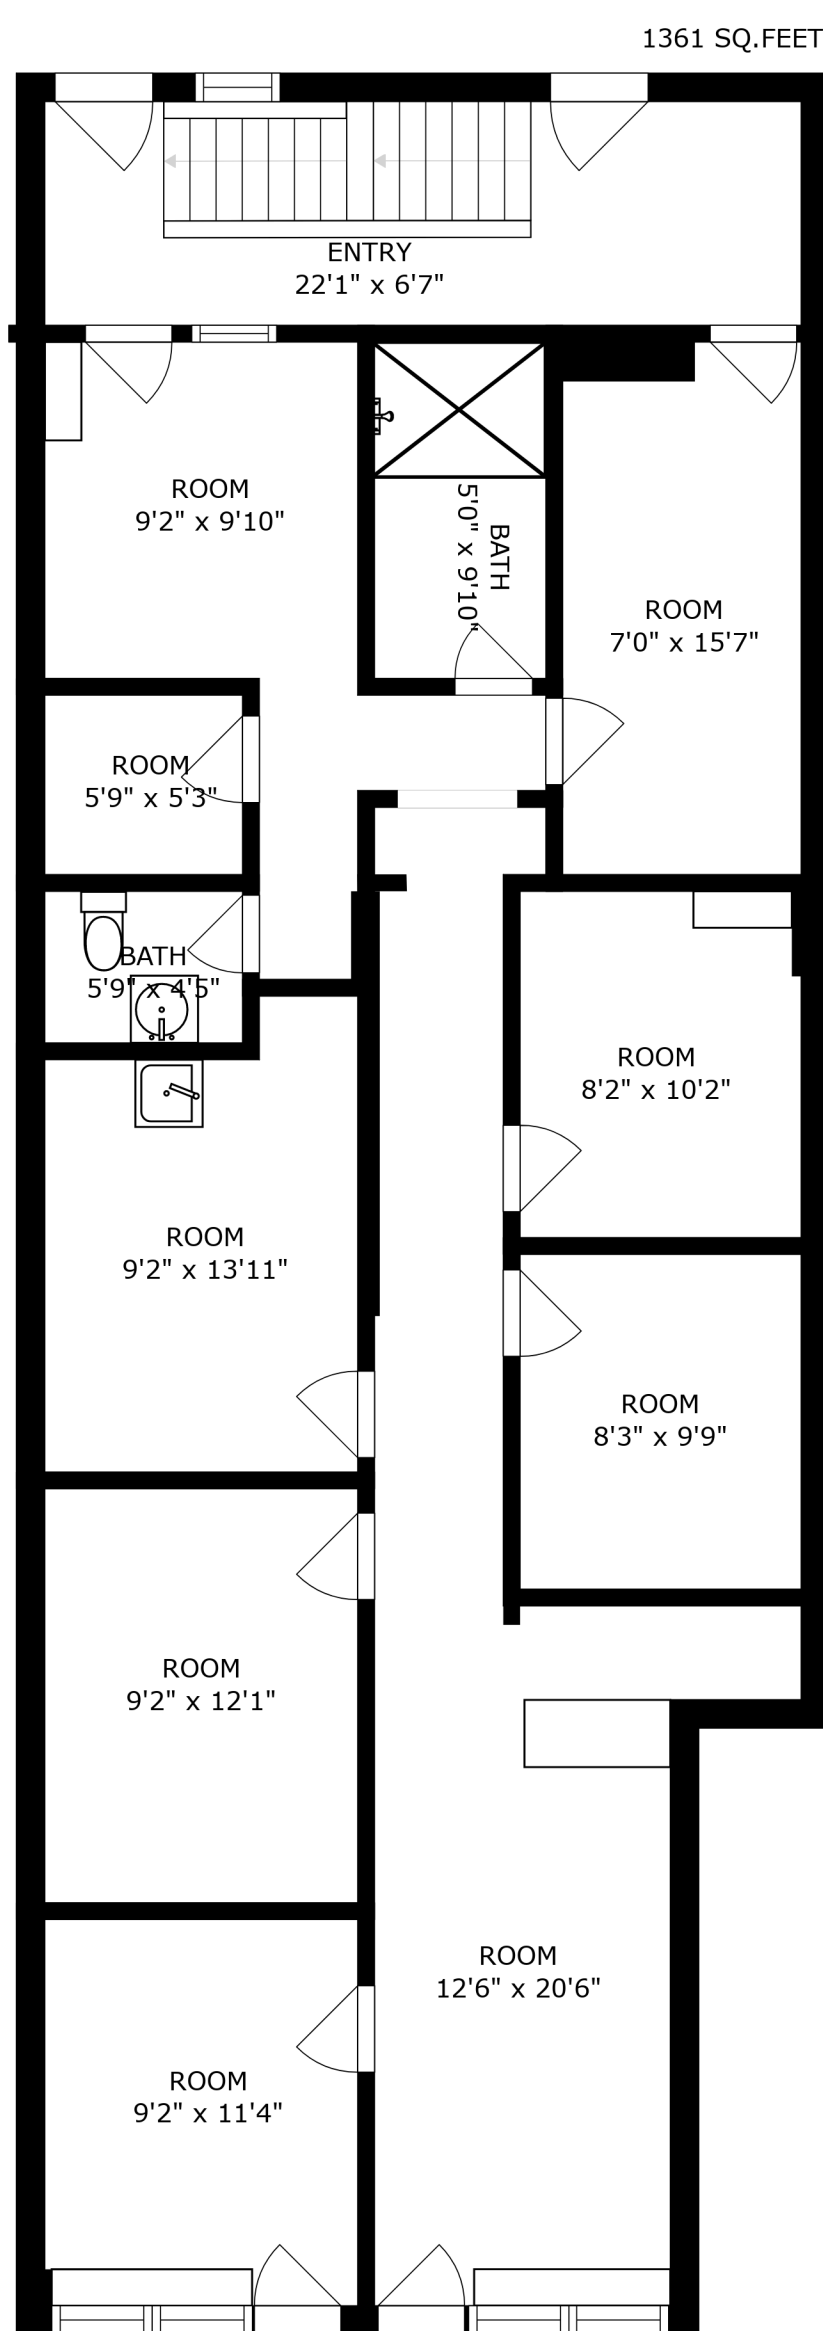 1361 SQ.FEET
ENTRY
22'1" x 6'7"
ROOM
9'2" x 9'10"
BATH
5'0" x 9'10"
ROOM
7'0" x 15'7"
ROOM
5'9" x 5'3"
BATH
5'9" x 4'5"
ROOM
8'2" x 10'2"
ROOM
9'2" x 13'11"
ROOM
8'3" x 9'9"
ROOM
9'2" x 12'1"
ROOM
12'6" x 20'6"
ROOM
9'2" x 11'4"